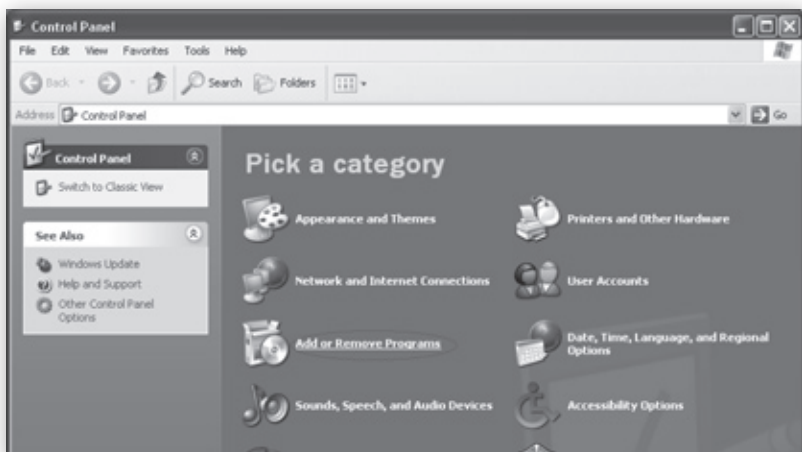 Control Panel
File Edit View Favorites Tools Help
Back Search Folders
Address Control Panel Go
Control Panel
Switch to Classic View
See Also
Windows Update
Help and Support
Other Control Panel
Options
Pick a category
Appearance and Themes
Printers and Other Hardware
Network and Internet Connections
User Accounts
Add or Remove Programs
Date, Time, Language, and Regional
Options
Sounds, Speech, and Audio Devices
Accessibility Options